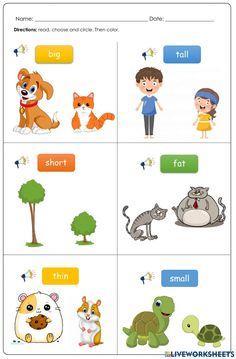 Name: Date:
Directions: read, choose and circle. Then color.
big
tall
short
fat
thin
small
LIVEWORKSHEETS